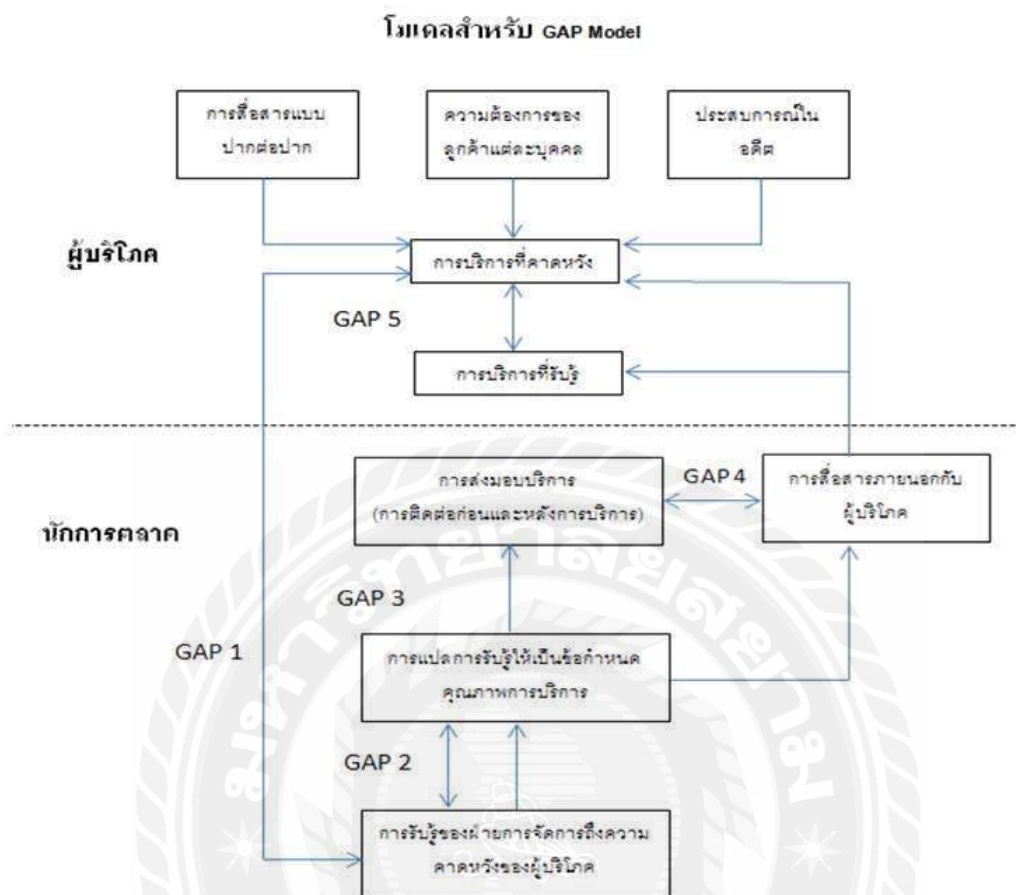 โมเดลสำหรับ GAP Model
การสื่อสารแบบ
ปากต่อปาก
ความต้องการของ
ลูกค้าแต่ละบุคคล
ประสบการณ์ใน
อดีต
ผู้บริโภค
การบริการที่คาดหวัง
GAP 5
การบริการที่รับรู้
นักการตลาด
การส่งมอบบริการ
(การติดต่อก่อนและหลังการบริการ)
GAP 4
การสื่อสารภายนอกกับ
ผู้บริโภค
GAP 3
GAP 1
การแปลการรับรู้ให้เป็นข้อกำหนด
คุณภาพการบริการ
GAP 2
การรับรู้ของฝ่ายการจัดการถึงความ
คาดหวังของผู้บริโภค
มหาวิทยาลัยสยาม